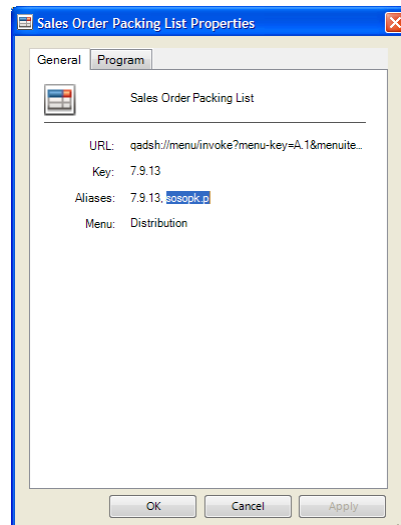 Sales Order Packing List Properties
General Program
Sales Order Packing List
URL: qadsh://menu/invoke?menu-key=A.1&menuite...
Key: 7.9.13
Aliases: 7.9.13, sosopk.p
Menu: Distribution
OK Cancel Apply